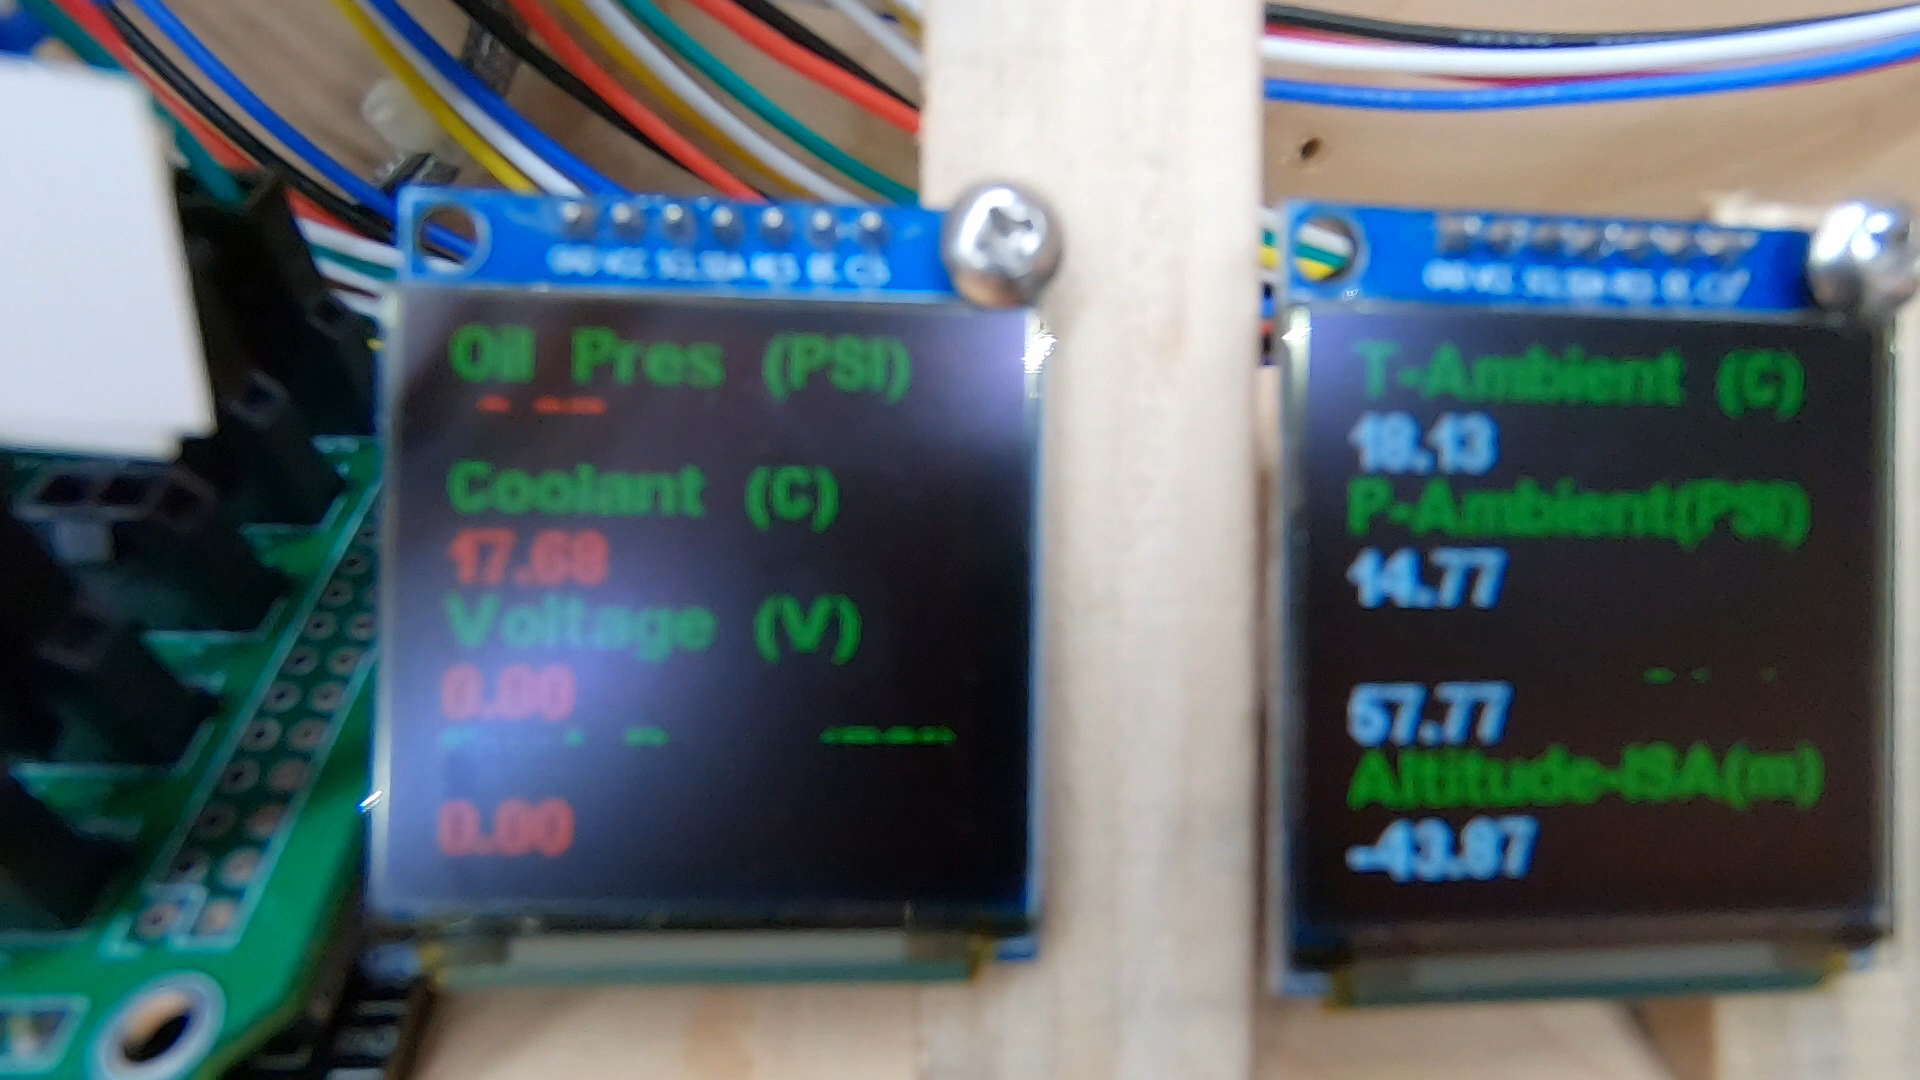 Oil Pres (PSI)
Coolant (C)
17.68
Voltage (V)
0.00
0.00
T-Ambient (C)
18.13
P-Ambient(PSI)
14.77
57.77
Altitude-ISA(m)
-43.87